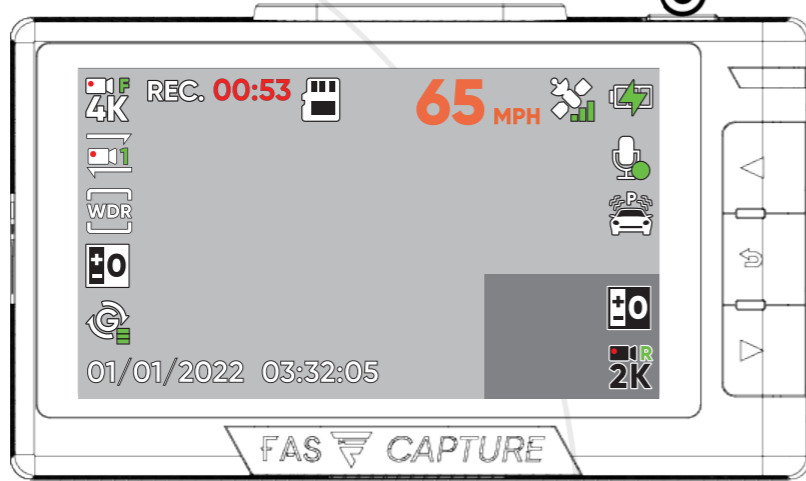 F
4K REC. 00:53 65 MPH
1
P
WDR
±0
G
±0
R
2K
01/01/2022 03:32:05
FAS CAPTURE